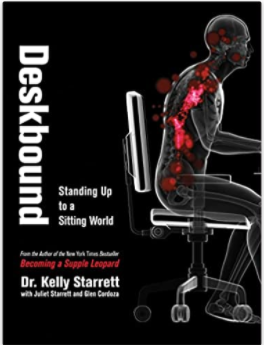 Deskbound
Standing Up
to a
Sitting World
From the Author of the New York Times Bestseller
Becoming a Supple Leopard
Dr. Kelly Starrett
with Juliet Starrett and Glen Cordoza